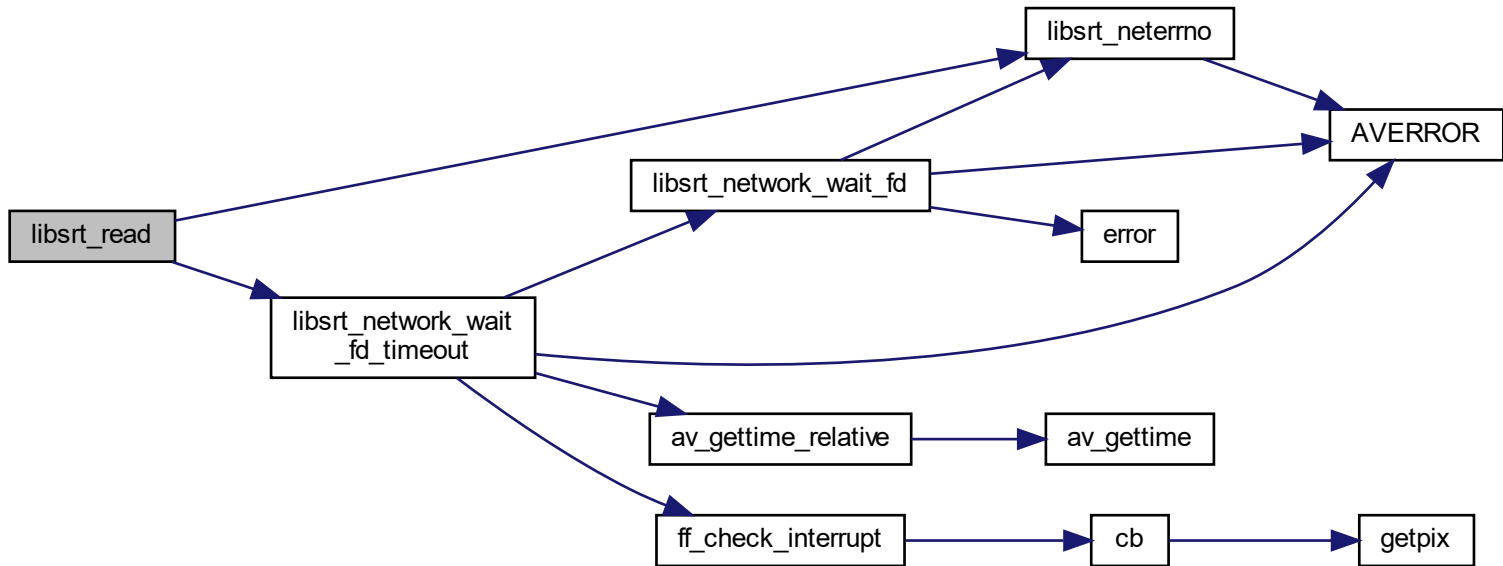 libsrt_neterrno
AVERROR
libsrt_network_wait_fd
libsrt_read
error
libsrt_network_wait
_fd_timeout
av_gettime_relative
av_gettime
ff_check_interrupt
cb
getpix